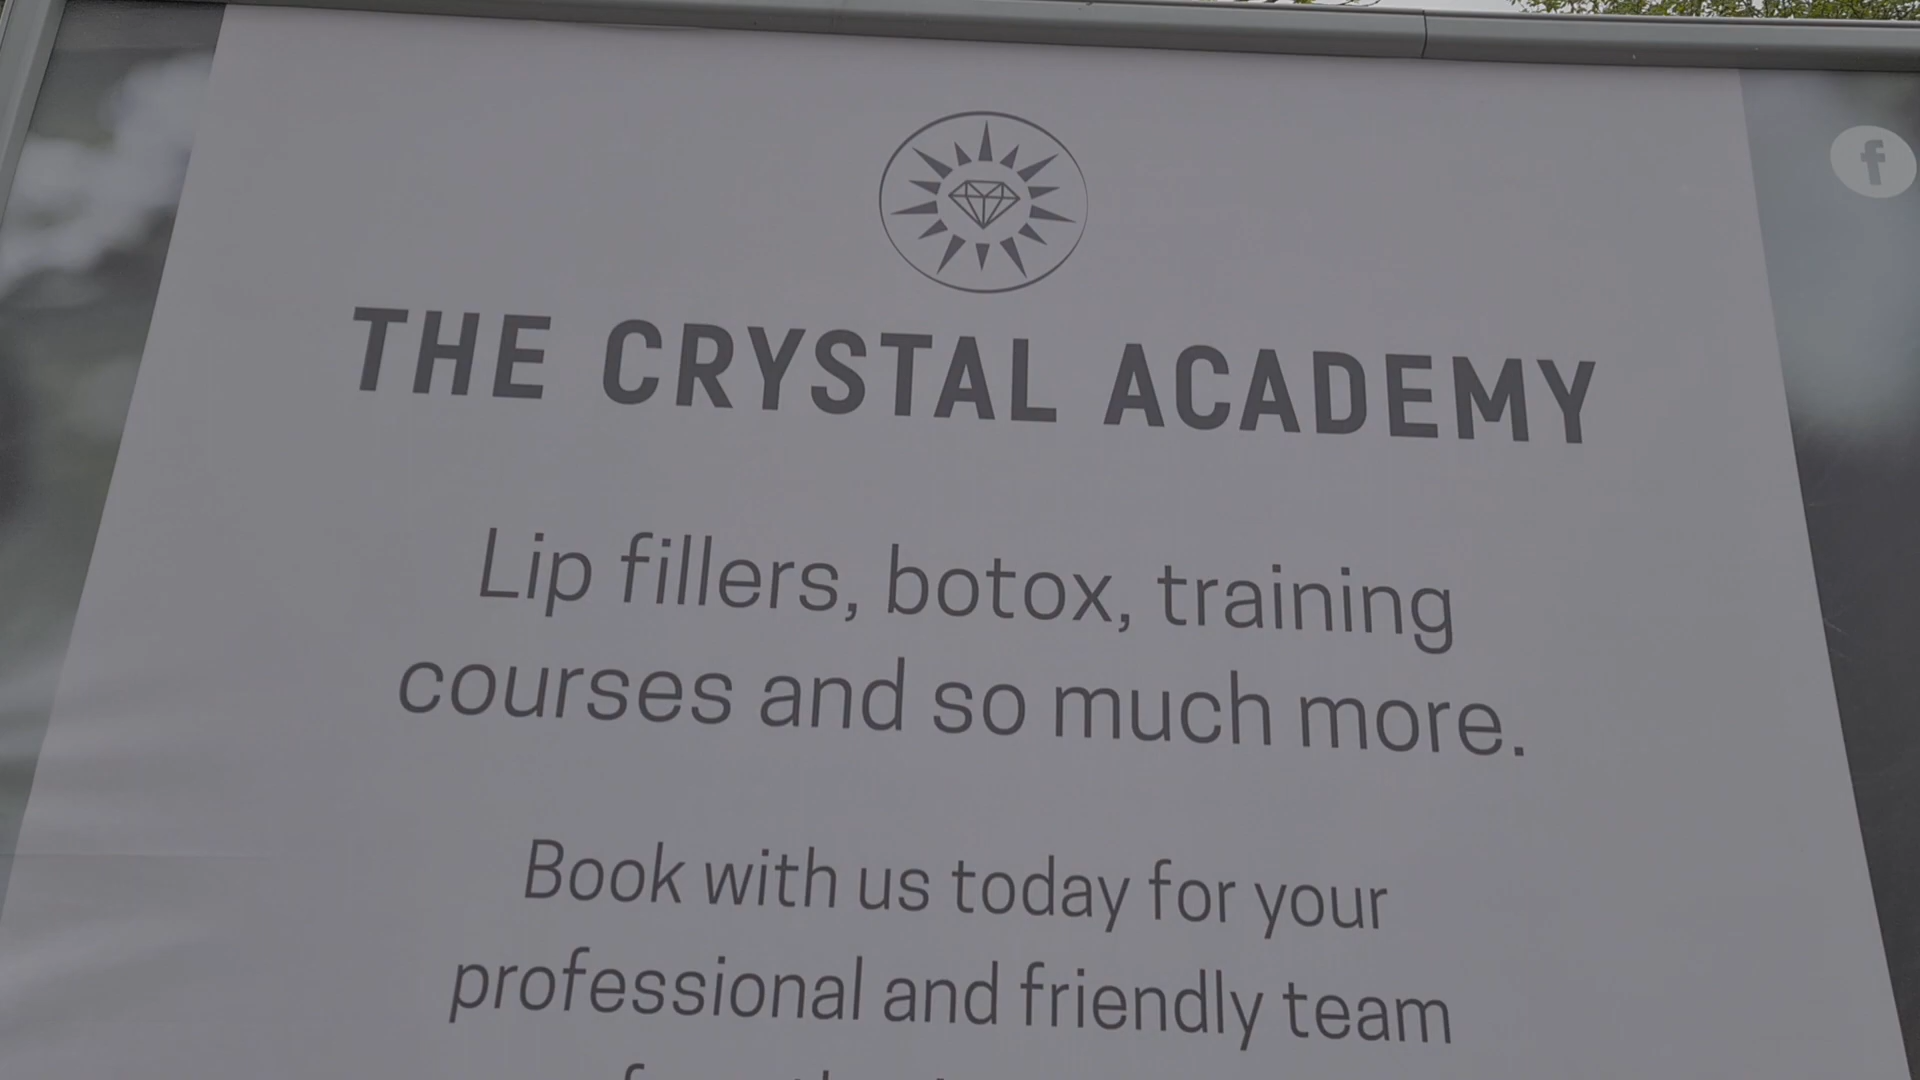 THE CRYSTAL ACADEMY
Lip fillers, botox, training
courses and so much more.
Book with us today for your
professional and friendly team
f